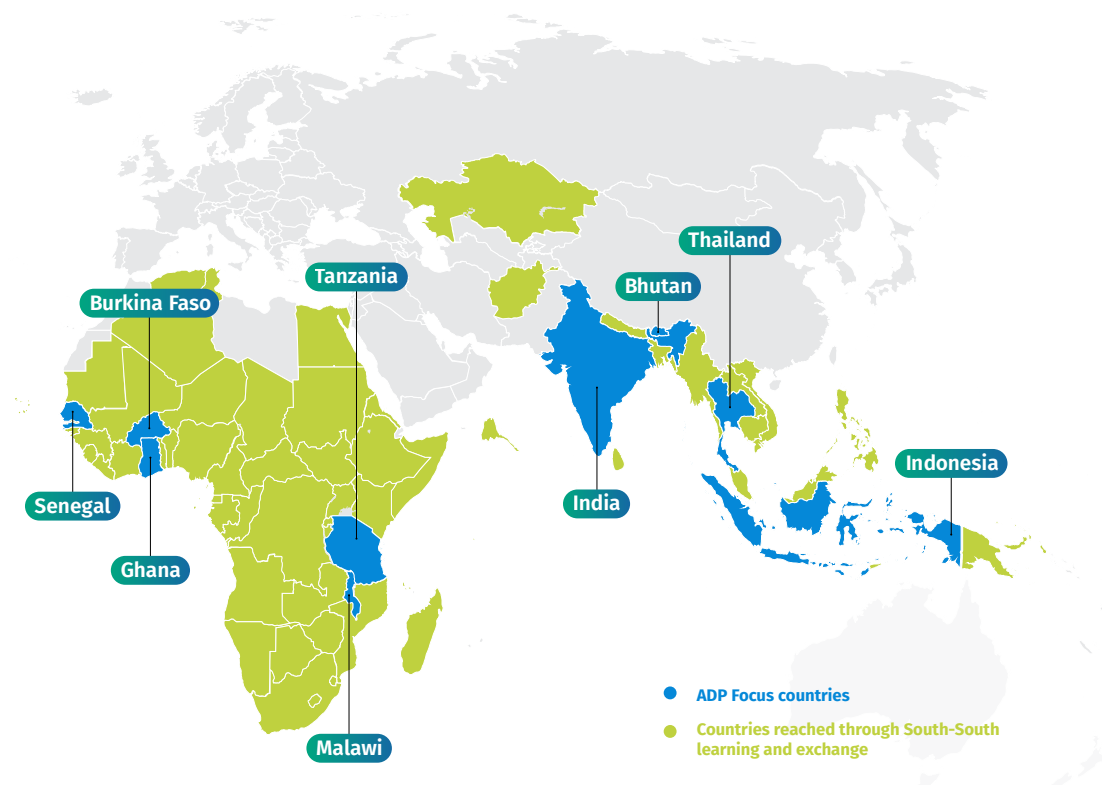 Thailand
Tanzania
Bhutan
Burkina Faso
Indonesia
India
Senegal
Ghana
ADP Focus countries
Countries reached through South-South
learning and exchange
Malawi